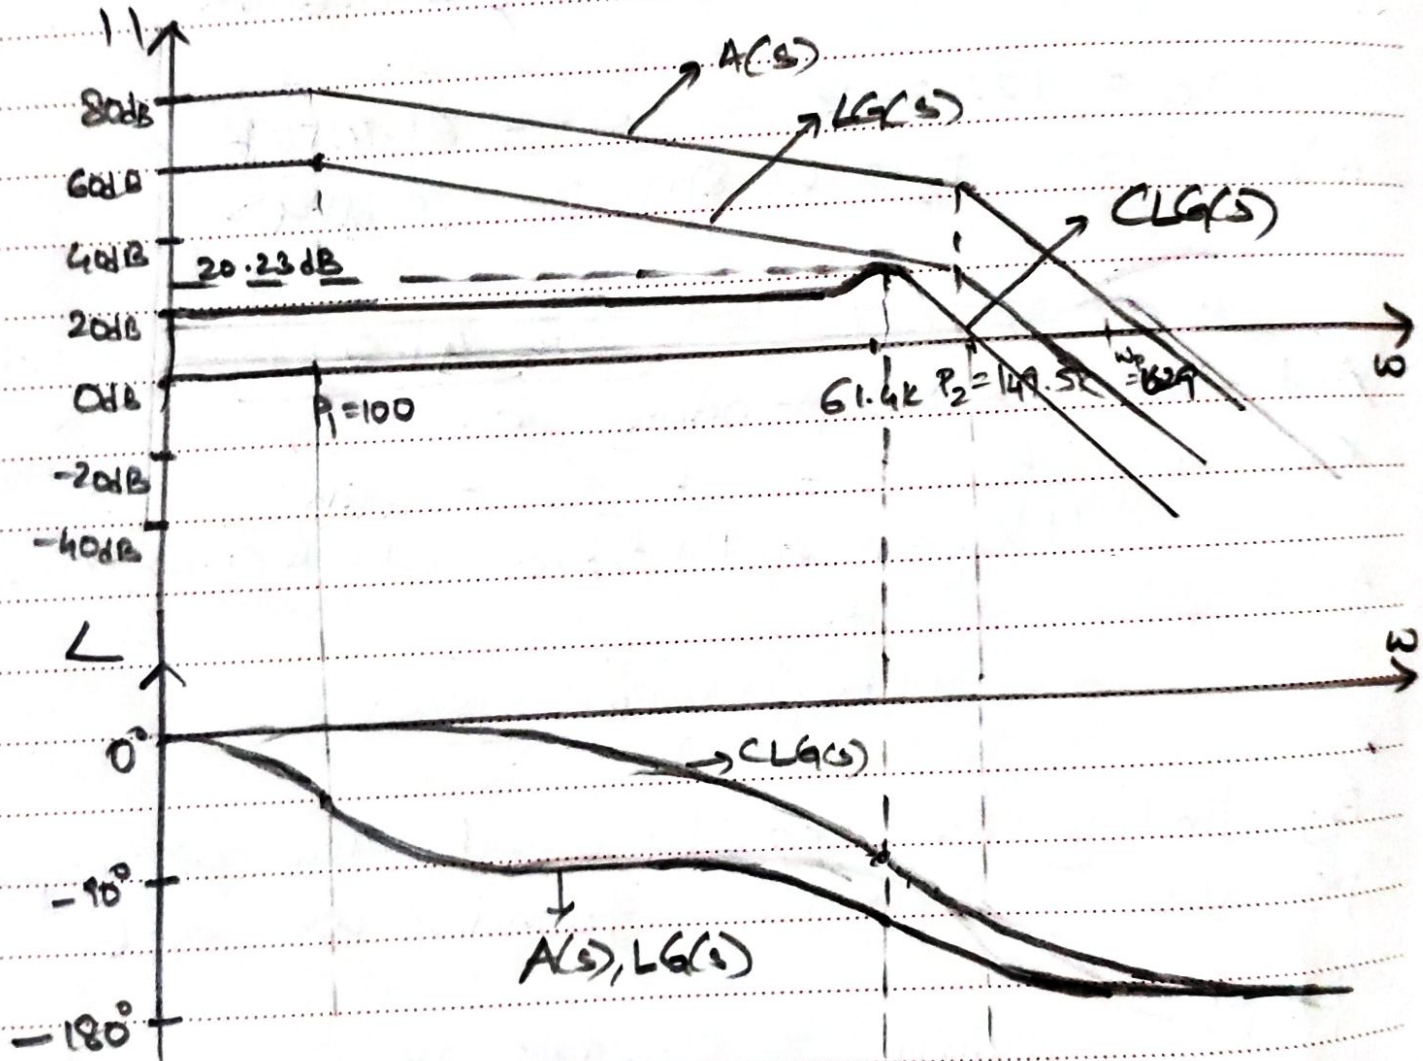 | |
A(s)
80dB
LG(s)
60dB
CLG(s)
40dB
20.23dB
20dB
ω
0dB
P₁=100
61.4k P₂=149.5k
-20dB
-40dB
∠
ω
0°
CLG(s)
-90°
A(s), LG(s)
-180°